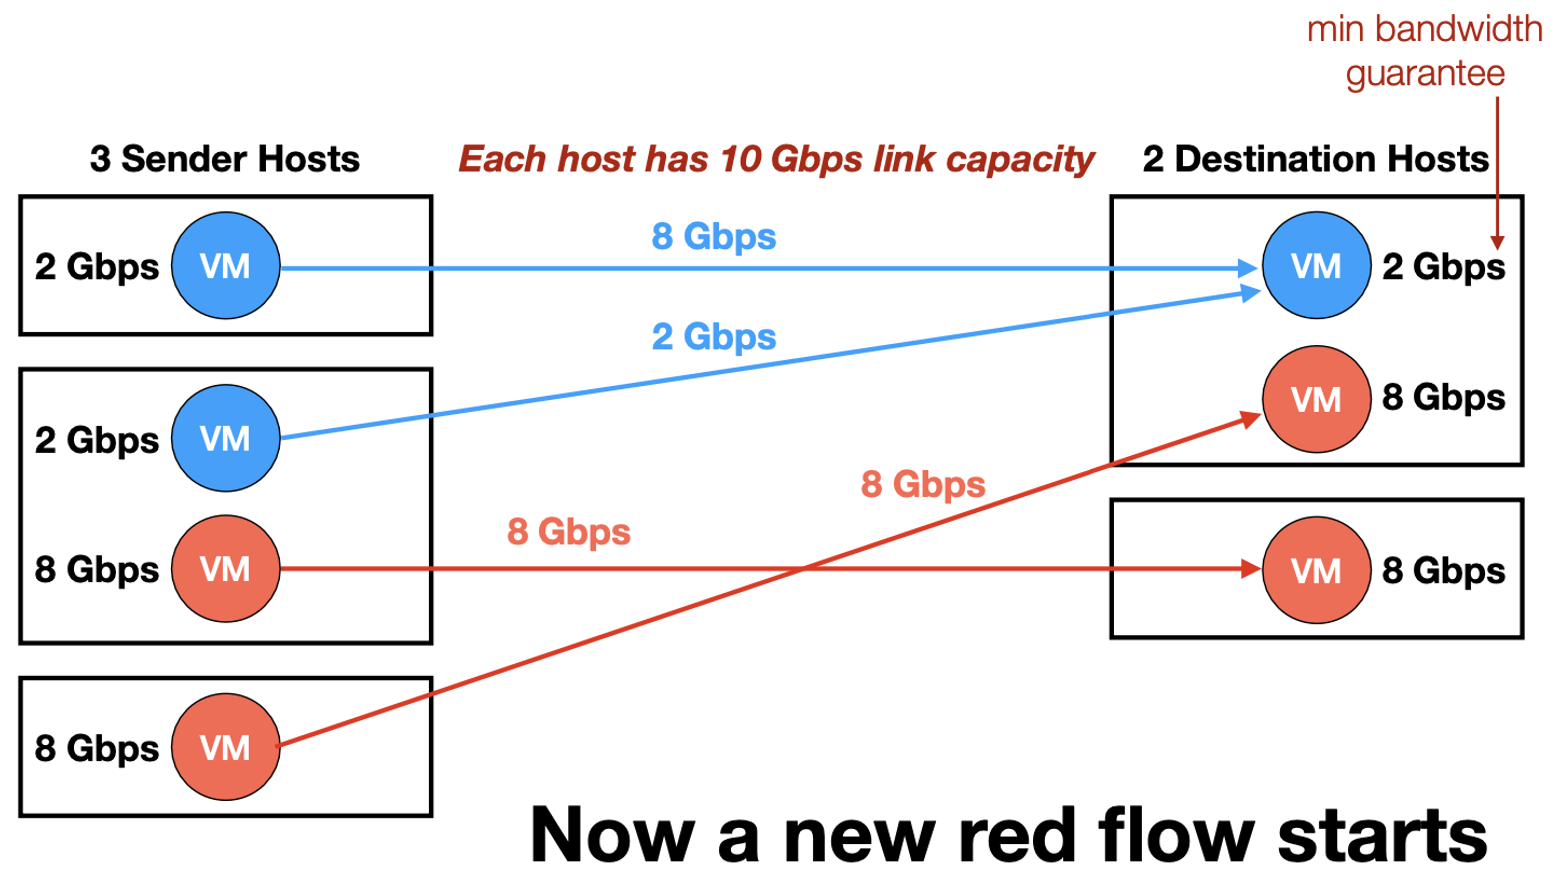 min bandwidth
guarantee
3 Sender Hosts
Each host has 10 Gbps link capacity
2 Destination Hosts
2 Gbps
VM
8 Gbps
VM
2 Gbps
2 Gbps
2 Gbps
VM
VM
8 Gbps
8 Gbps
8 Gbps
8 Gbps
VM
VM
8 Gbps
8 Gbps
VM
Now a new red flow starts